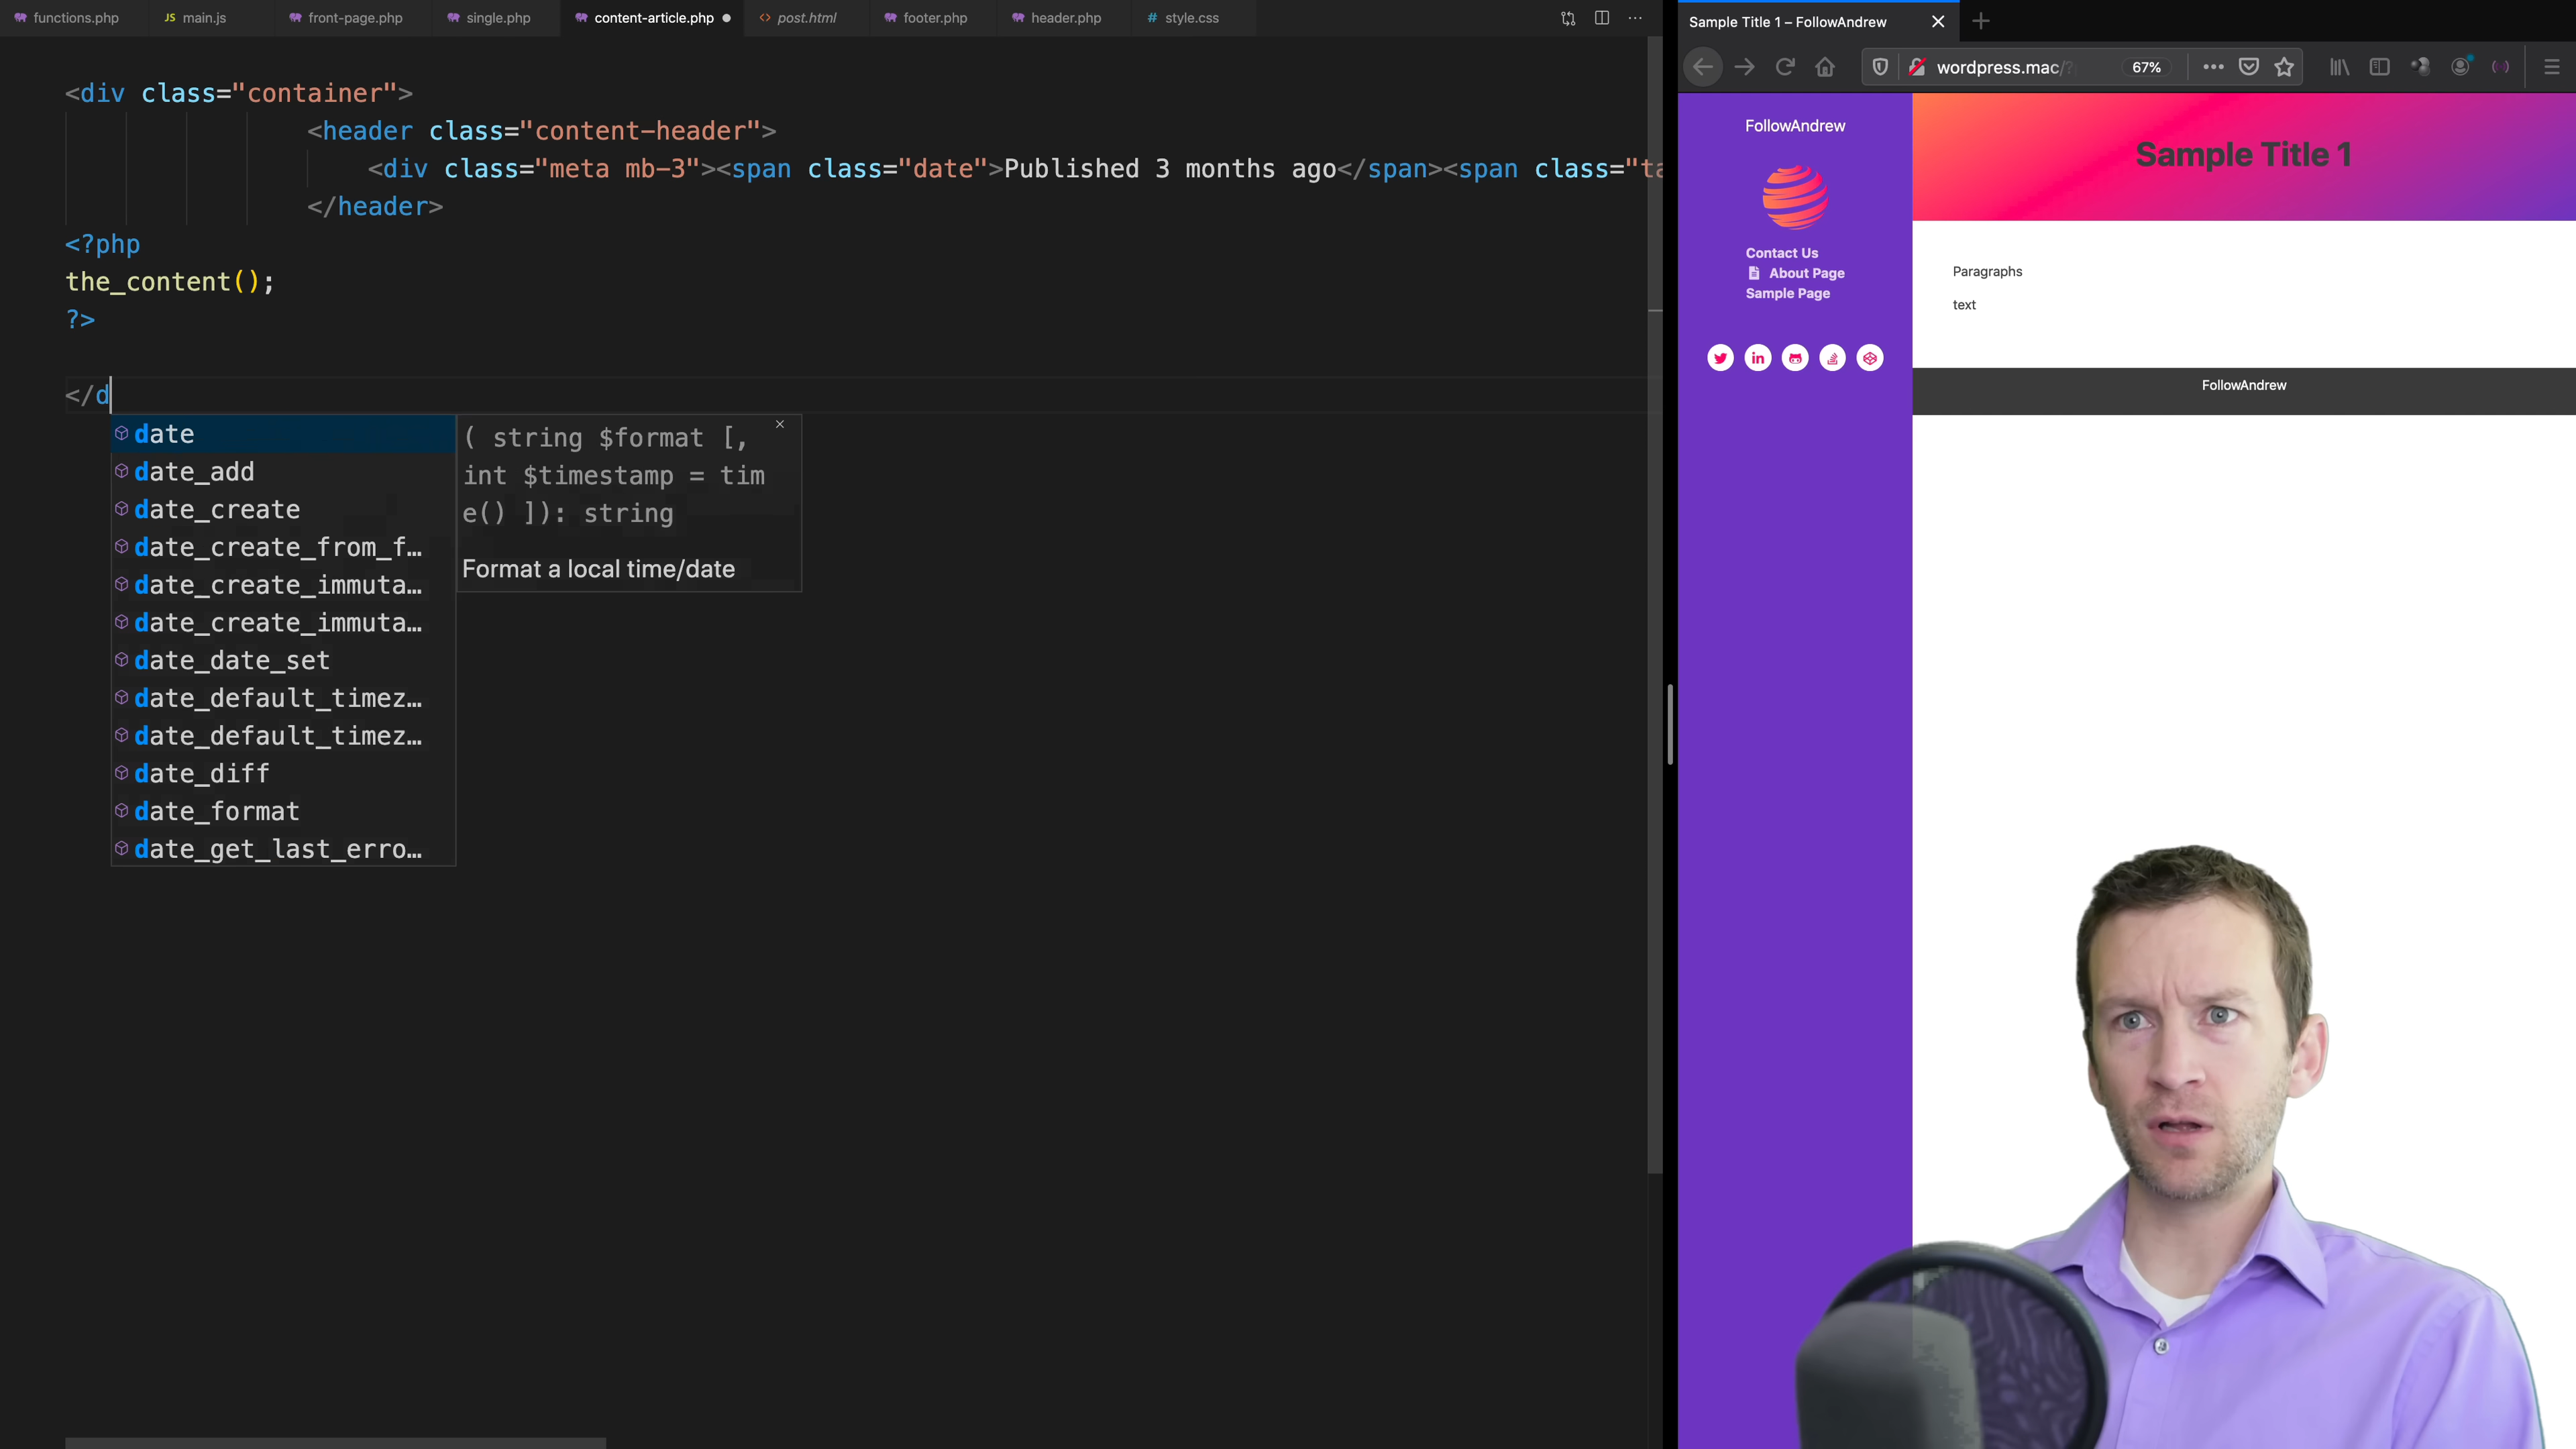 functions.php
main.js
front-page.php
single.php
content-article.php
post.html
footer.php
header.php
style.css
<div class="container">
<header class="content-header">
<div class="meta mb-3"><span class="date">Published 3 months ago</span><span class="ta
</header>
<?php
the_content();
?>
</d
date
date_add
date_create
date_create_from_f…
date_create_immuta…
date_create_immuta…
date_date_set
date_default_timez…
date_default_timez…
date_diff
date_format
date_get_last_erro…
( string $format [,
int $timestamp = tim
e() ]): string
Format a local time/date
Sample Title 1 – FollowAndrew
wordpress.mac/?
67%
FollowAndrew
Contact Us
About Page
Sample Page
Sample Title 1
Paragraphs
text
FollowAndrew